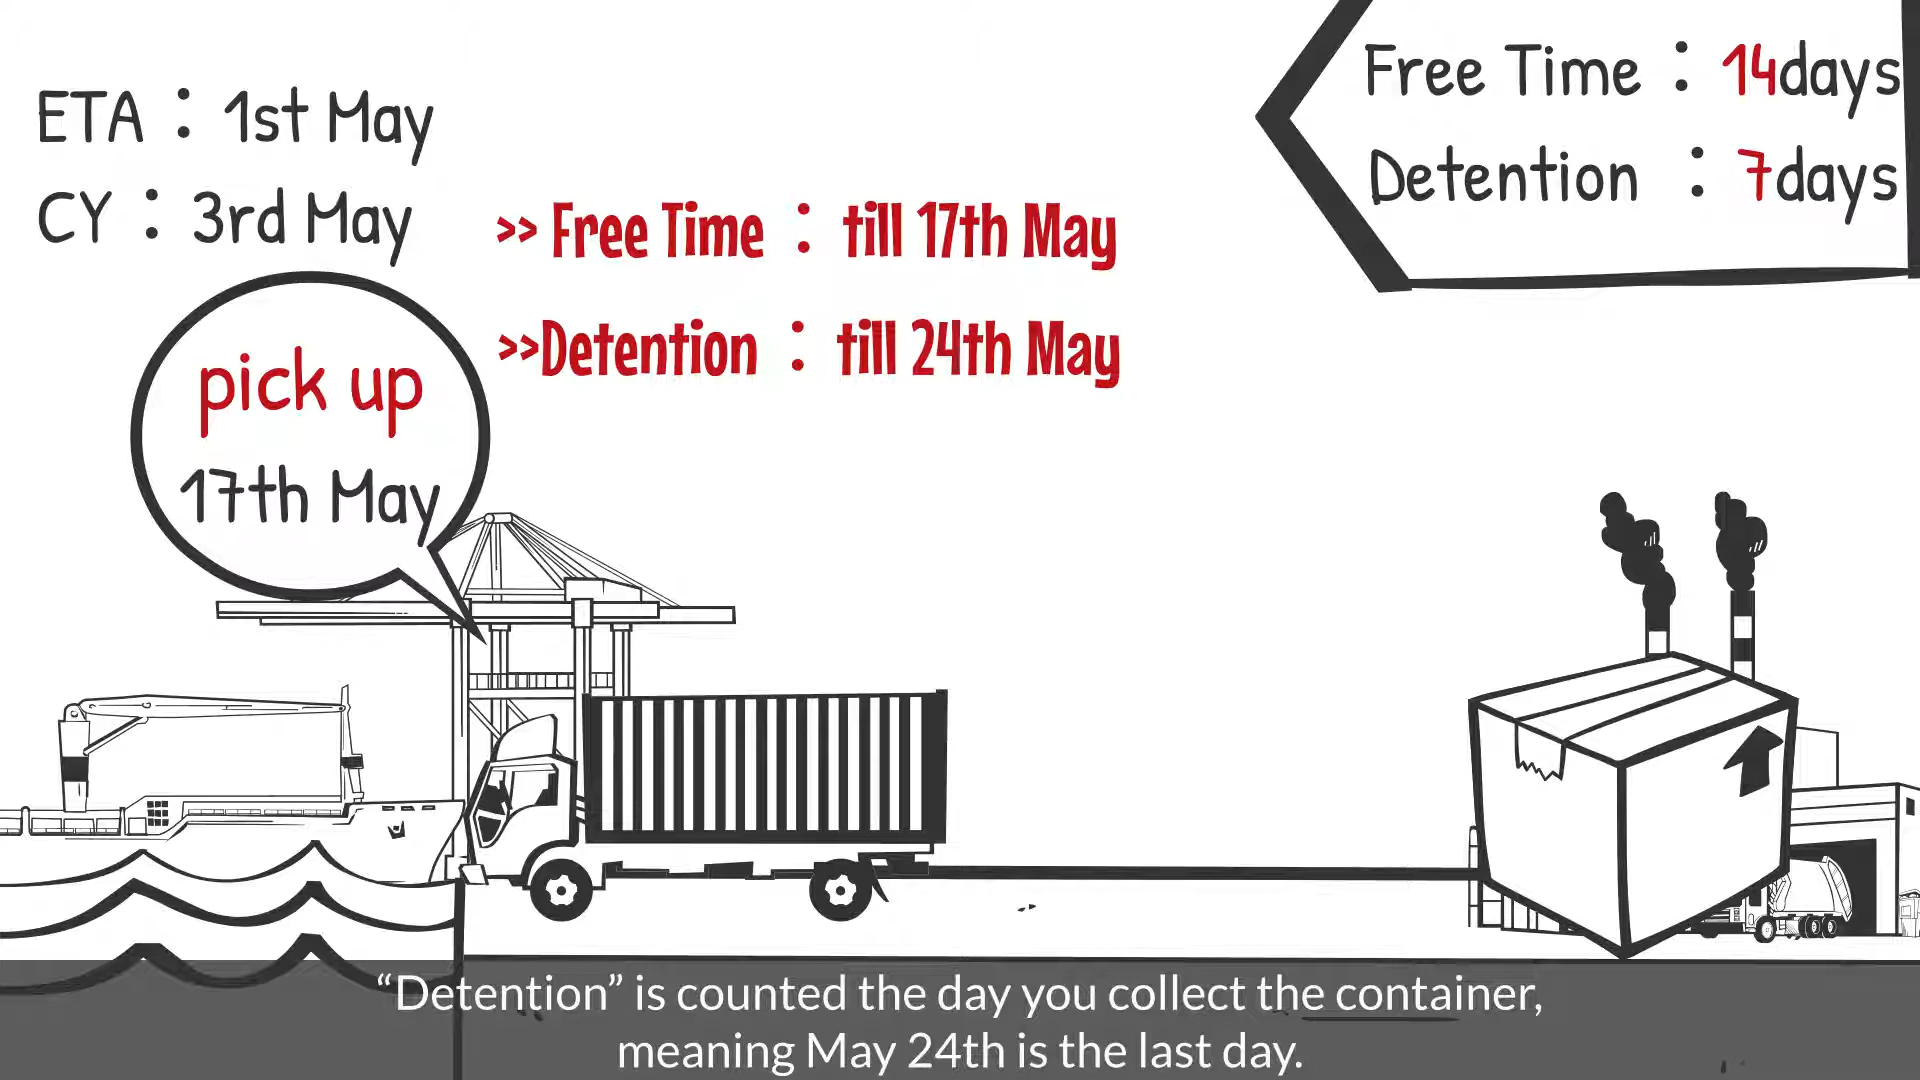 ETA : 1st May
CY : 3rd May
Free Time : 14days
Detention : 7days
>> Free Time : till 17th May
>>Detention : till 24th May
pick up
17th May
“Detention” is counted the day you collect the container,
meaning May 24th is the last day.